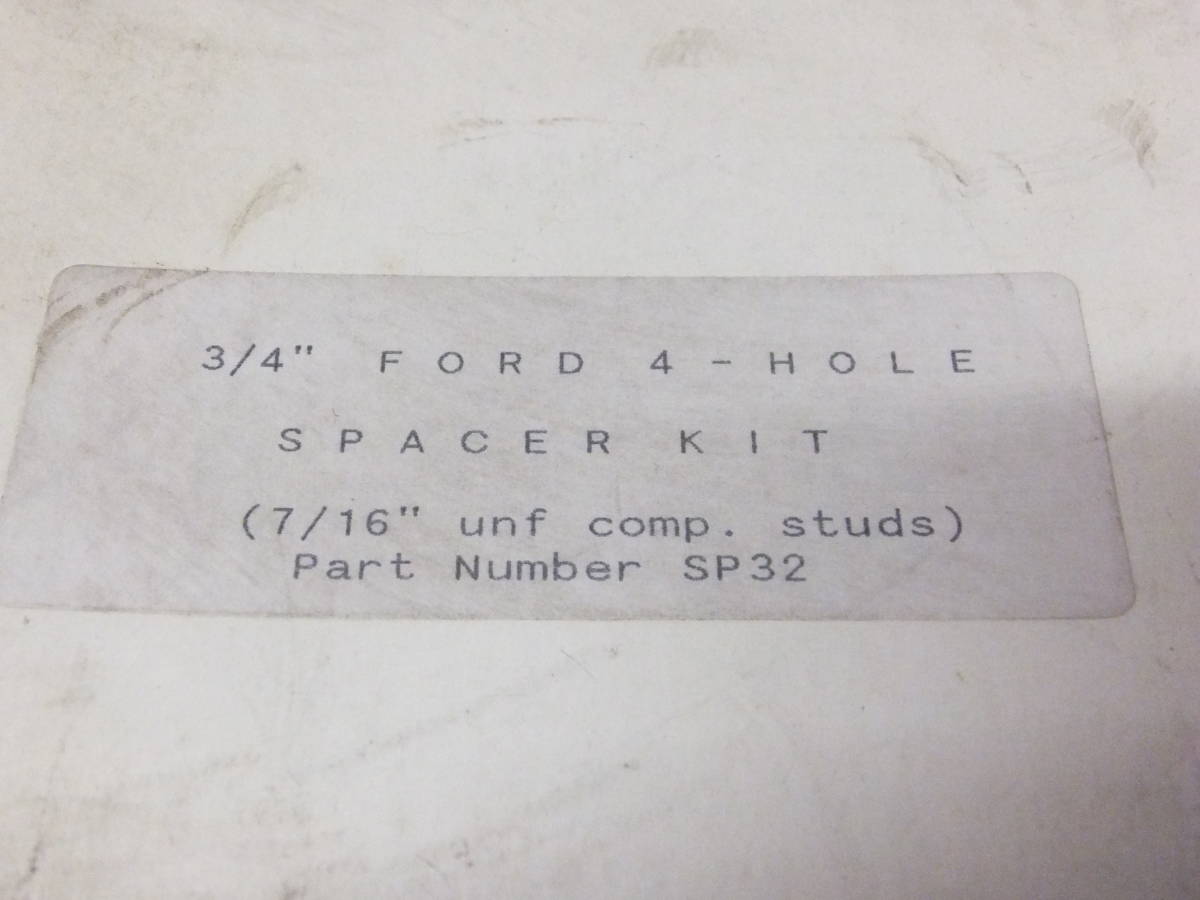 3/4" FORD 4-HOLE
SPACER KIT
(7/16" unf comp. studs)
Part Number SP32